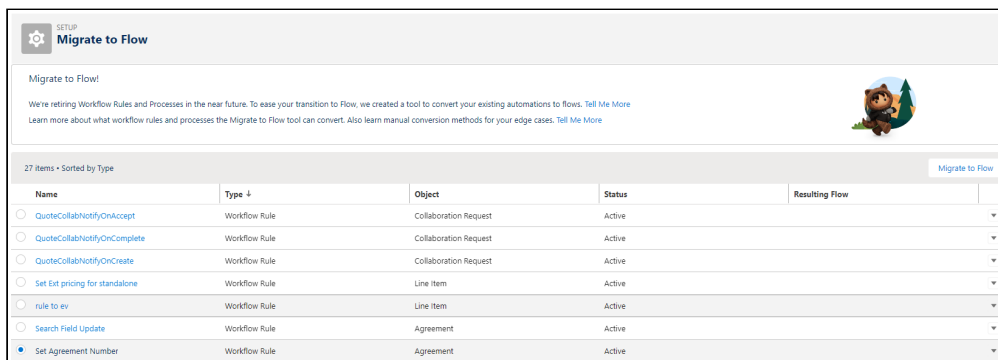 SETUP
Migrate to Flow
Migrate to Flow!
We're retiring Workflow Rules and Processes in the near future. To ease your transition to Flow, we created a tool to convert your existing automations to flows. Tell Me More
Learn more about what workflow rules and processes the Migrate to Flow tool can convert. Also learn manual conversion methods for your edge cases. Tell Me More
27 items • Sorted by Type
Migrate to Flow
Name Type ↓ Object Status Resulting Flow
QuoteCollabNotifyOnAccept Workflow Rule Collaboration Request Active
QuoteCollabNotifyOnComplete Workflow Rule Collaboration Request Active
QuoteCollabNotifyOnCreate Workflow Rule Collaboration Request Active
Set Ext pricing for standalone Workflow Rule Line Item Active
rule to ev Workflow Rule Line Item Active
Search Field Update Workflow Rule Agreement Active
Set Agreement Number Workflow Rule Agreement Active